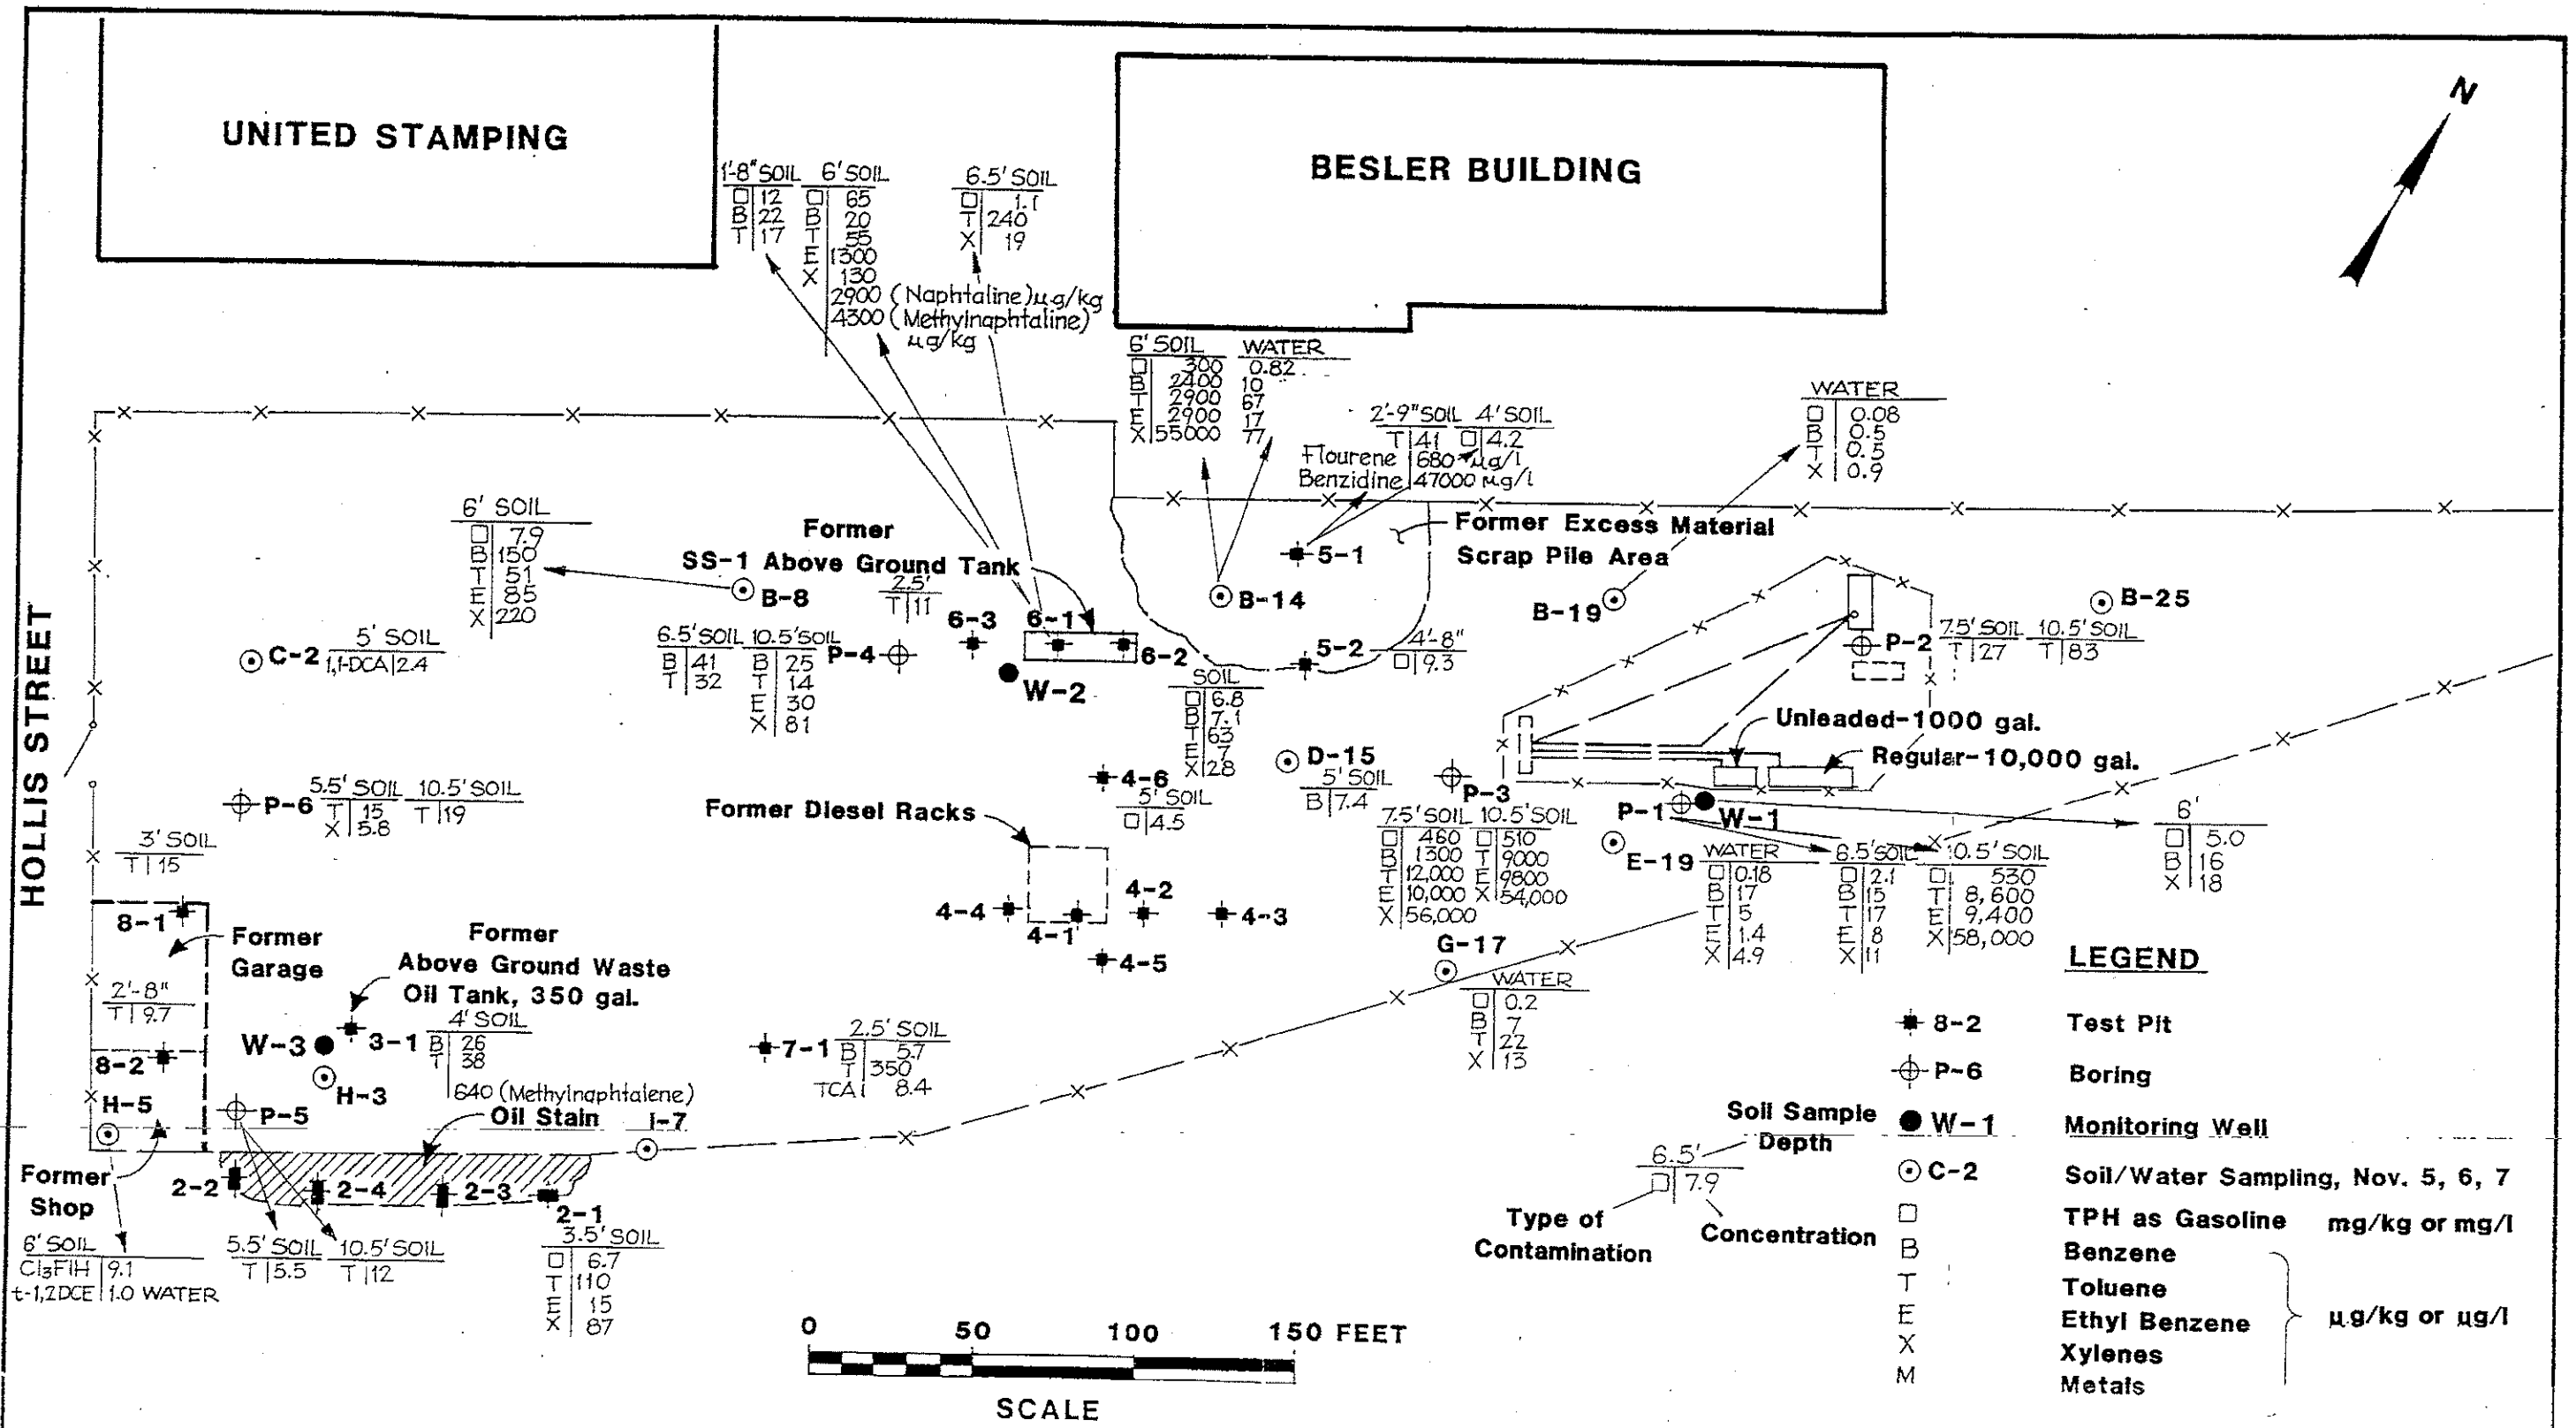 N
UNITED STAMPING
BESLER BUILDING
HOLLIS STREET
1'-8" SOIL
□ 12
B 22
T 17
6' SOIL
□ 65
B 20
T 55
E 1300
X 130
2900 (Naphtaline) µg/kg
4300 (Methylnaphtaline)
µg/kg
6.5' SOIL
□ 1.1
T 240
X 19
6' SOIL WATER
□ 300 0.82
B 2400 10
T 2900 67
E 2900 17
X 55000 77
2'-9" SOIL 4' SOIL
T 41 □ 4.2
Flourene 680 µg/l
Benzidine 47000 µg/l
WATER
□ 0.08
B 0.5
T 0.5
X 0.9
6' SOIL
□ 7.9
B 150
T 51
E 85
X 220
Former
SS-1 Above Ground Tank
B-8
2.5'
T 11
6-3
6-1
6-2
B-14
5-1
Former Excess Material
Scrap Pile Area
B-19
B-25
C-2
5' SOIL
1,1-DCA 2.4
6.5' SOIL 10.5' SOIL
B 41 B 25
T 32 T 14
E 30
X 81
P-4
W-2
5-2
4'-8"
□ 9.3
P-2
7.5' SOIL 10.5' SOIL
T 27 T 83
SOIL
□ 6.8
B 7.1
T 63
E 7
X 28
D-15
5' SOIL
B 7.4
Unleaded-1000 gal.
Regular-10,000 gal.
4-6
5' SOIL
□ 4.5
P-6
5.5' SOIL 10.5' SOIL
T 15 T 19
X 5.8
Former Diesel Racks
P-3
7.5' SOIL 10.5' SOIL
□ 460 □ 510
B 1300 T 9000
T 12,000 E 9800
E 10,000 X 54,000
X 56,000
P-1
W-1
6'
□ 5.0
B 16
X 18
E-19
WATER
□ 0.18
B 17
T 5
E 1.4
X 4.9
6.5' SOIL
□ 2.1
B 15
T 17
E 8
X 11
10.5' SOIL
□ 530
T 8,600
E 9,400
X 58,000
3' SOIL
T 15
8-1
Former
Garage
4-4
4-1
4-2
4-3
4-5
G-17
WATER
□ 0.2
B 7
T 22
X 13
Former
Above Ground Waste
Oil Tank, 350 gal.
2'-8"
T 9.7
8-2
W-3
3-1
4' SOIL
B 26
T 38
640 (Methylnaphtalene)
H-3
7-1
2.5' SOIL
B 5.7
T 350
TCA 8.4
H-5
P-5
Oil Stain
I-7
Former
Shop
2-2
2-4
2-3
2-1
6' SOIL
Cl3FlH 9.1
t-1,2DCE 1.0 WATER
5.5' SOIL 10.5' SOIL
T 5.5 T 12
3.5' SOIL
□ 6.7
T 110
E 15
X 87
0 50 100 150 FEET
SCALE
LEGEND
8-2 Test Pit
P-6 Boring
W-1 Monitoring Well
C-2 Soil/Water Sampling, Nov. 5, 6, 7
□ TPH as Gasoline mg/kg or mg/l
B Benzene
T Toluene
E Ethyl Benzene µg/kg or µg/l
X Xylenes
M Metals
Soil Sample
Depth
6.5'
□ 7.9
Type of
Contamination
Concentration